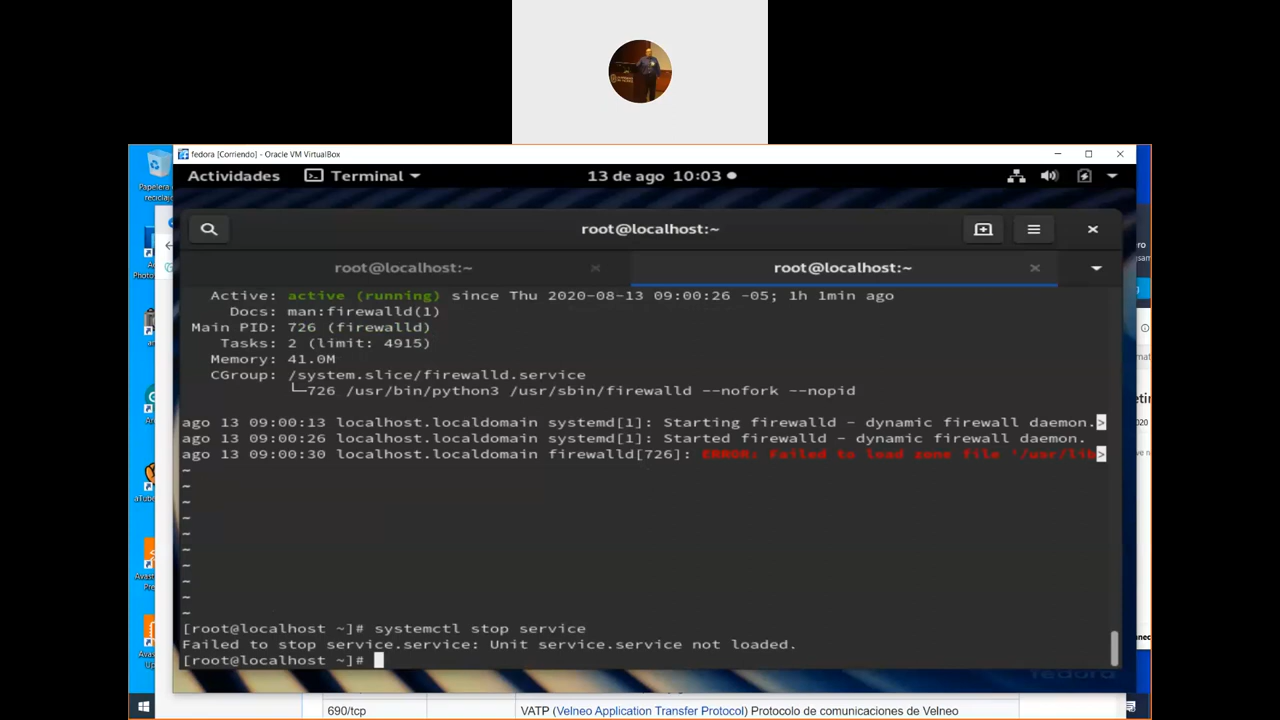 fedora [Corriendo] - Oracle VM VirtualBox
Papelera
reciclaje
Actividades
Terminal
13 de ago 10:03
root@localhost:~
root@localhost:~
root@localhost:~
Active: active (running) since Thu 2020-08-13 09:00:26 -05; 1h 1min ago
Docs: man:firewalld(1)
Main PID: 726 (firewalld)
Tasks: 2 (limit: 4915)
Memory: 41.0M
CGroup: /system.slice/firewalld.service
└─726 /usr/bin/python3 /usr/sbin/firewalld --nofork --nopid
ago 13 09:00:13 localhost.localdomain systemd[1]: Starting firewalld - dynamic firewall daemon.>
ago 13 09:00:26 localhost.localdomain systemd[1]: Started firewalld - dynamic firewall daemon.
ago 13 09:00:30 localhost.localdomain firewalld[726]: ERROR: Failed to load zone file '/usr/lib>
~
~
~
~
~
~
~
~
~
~
[root@localhost ~]# systemctl stop service
Failed to stop service.service: Unit service.service not loaded.
[root@localhost ~]#
fedora
690/tcp
VATP (Velneo Application Transfer Protocol) Protocolo de comunicaciones de Velneo